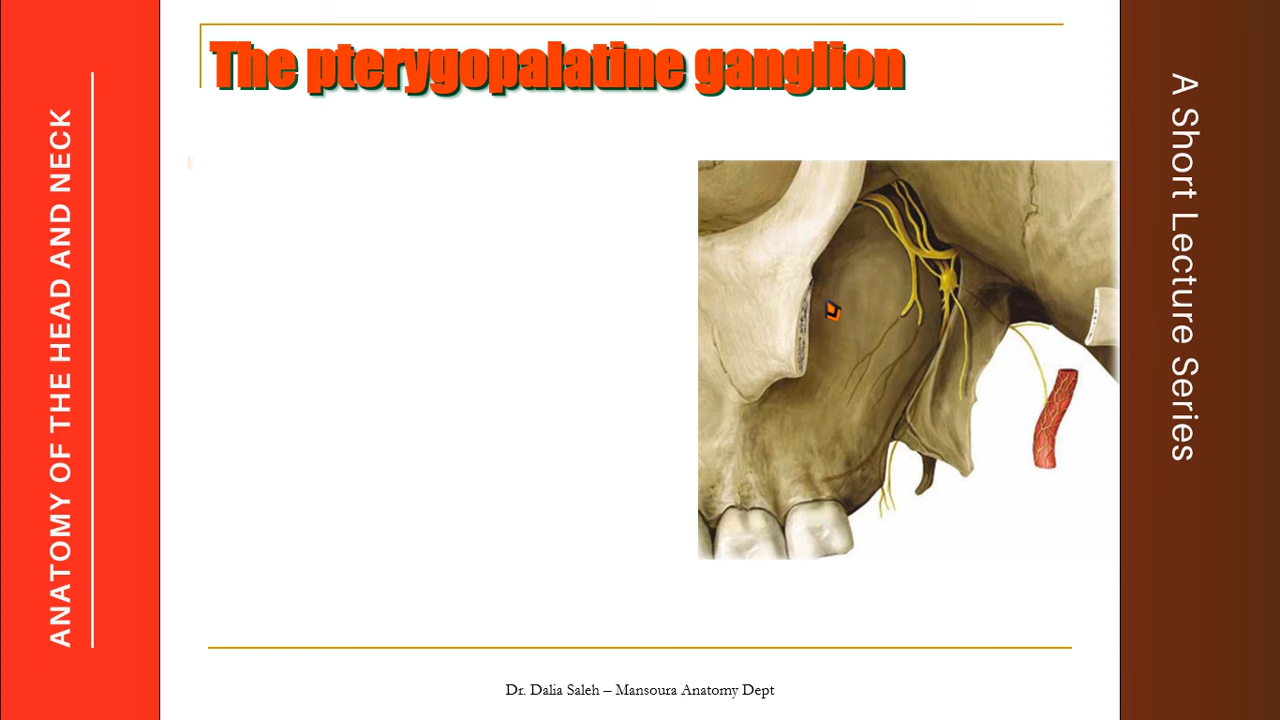 The pterygopalatine ganglion
ANATOMY OF THE HEAD AND NECK
A Short Lecture Series
Dr. Dalia Saleh – Mansoura Anatomy Dept